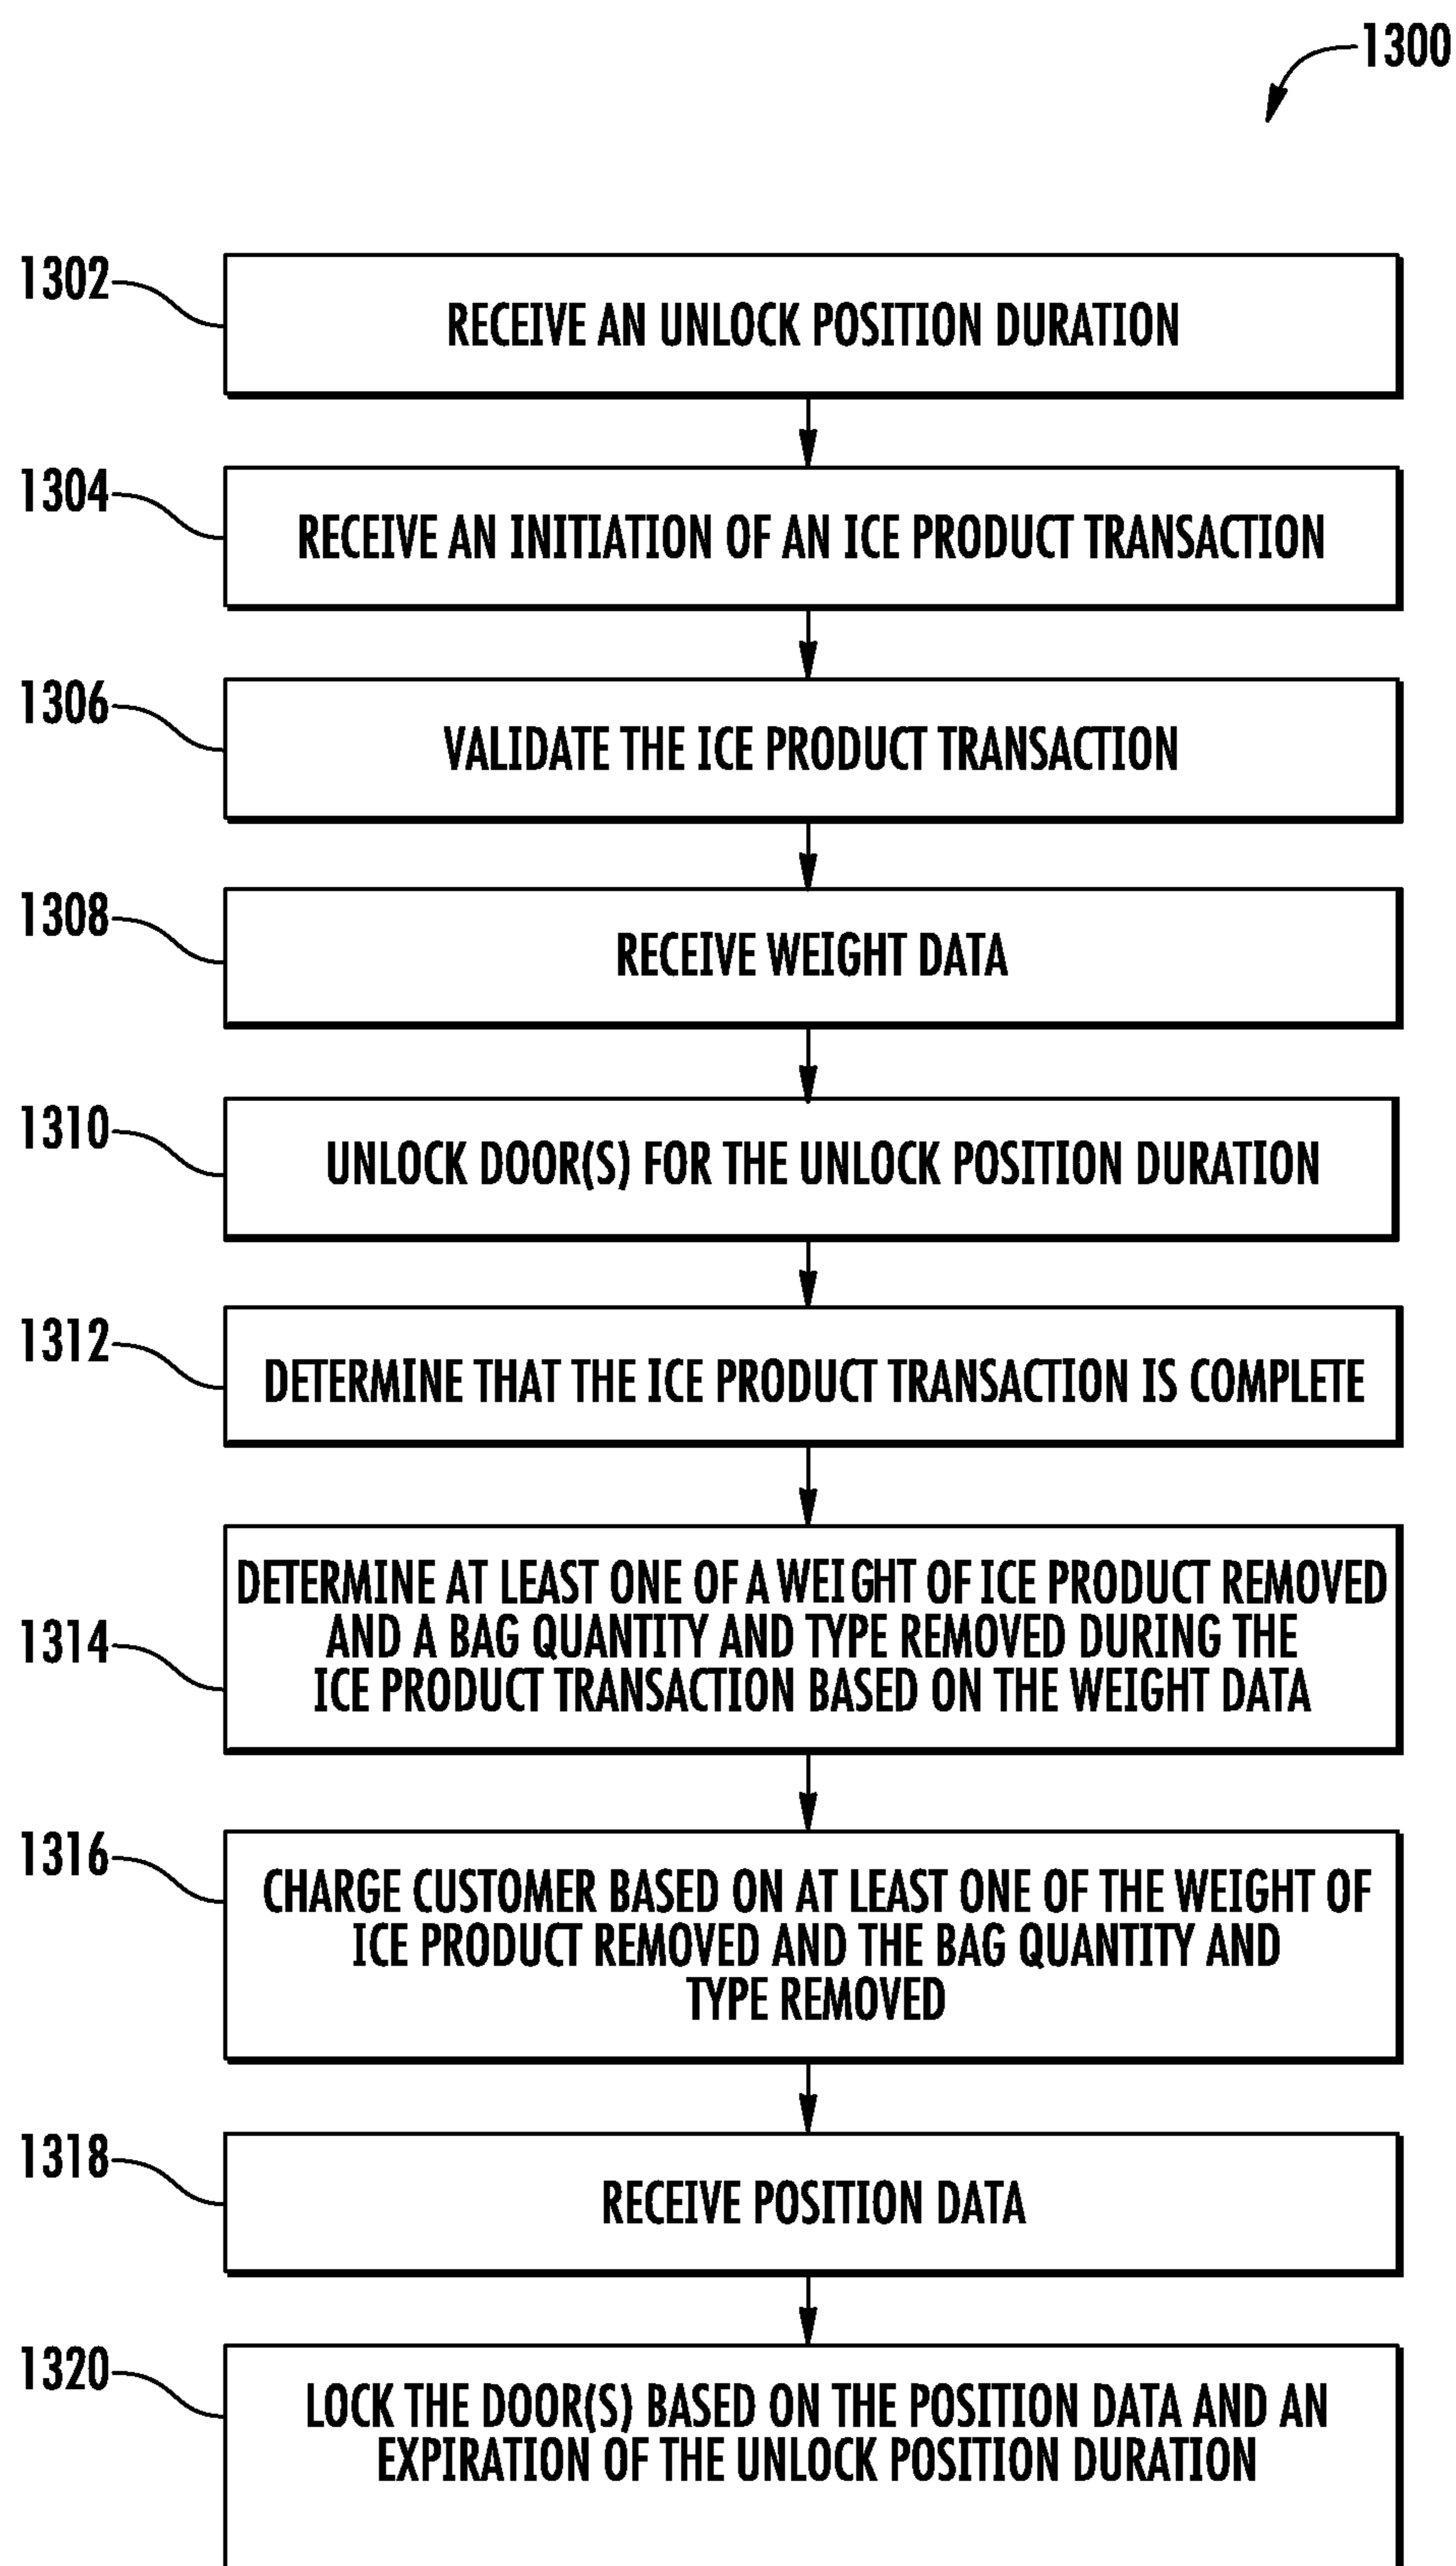 1300
1302
RECEIVE AN UNLOCK POSITION DURATION
1304
RECEIVE AN INITIATION OF AN ICE PRODUCT TRANSACTION
1306
VALIDATE THE ICE PRODUCT TRANSACTION
1308
RECEIVE WEIGHT DATA
1310
UNLOCK DOOR(S) FOR THE UNLOCK POSITION DURATION
1312
DETERMINE THAT THE ICE PRODUCT TRANSACTION IS COMPLETE
1314
DETERMINE AT LEAST ONE OF A WEIGHT OF ICE PRODUCT REMOVED
AND A BAG QUANTITY AND TYPE REMOVED DURING THE
ICE PRODUCT TRANSACTION BASED ON THE WEIGHT DATA
1316
CHARGE CUSTOMER BASED ON AT LEAST ONE OF THE WEIGHT OF
ICE PRODUCT REMOVED AND THE BAG QUANTITY AND
TYPE REMOVED
1318
RECEIVE POSITION DATA
1320
LOCK THE DOOR(S) BASED ON THE POSITION DATA AND AN
EXPIRATION OF THE UNLOCK POSITION DURATION